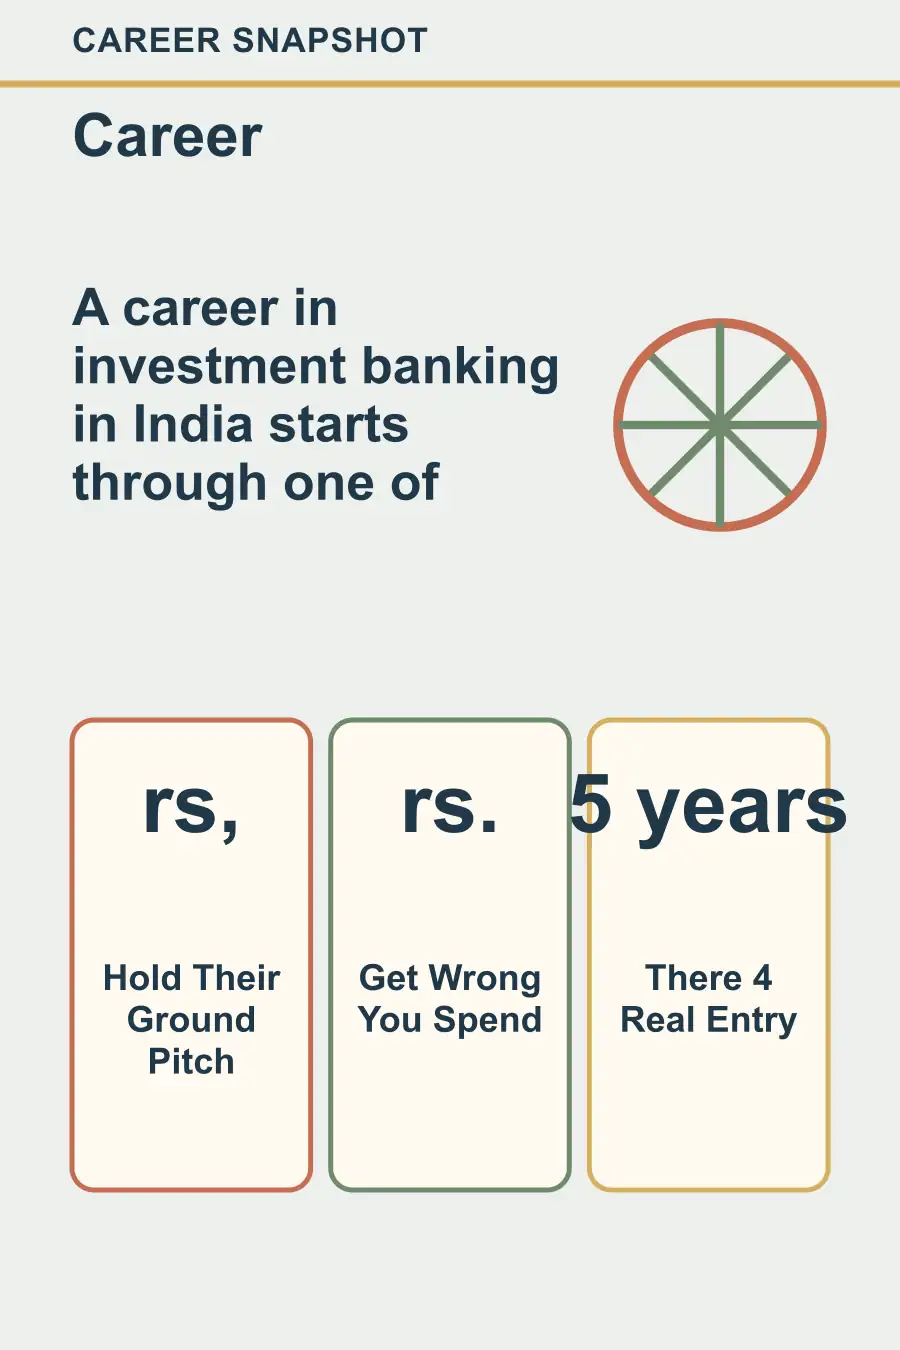 CAREER SNAPSHOT
Career
A career in
investment banking
in India starts
through one of
rs,
Hold Their
Ground
Pitch
rs.
Get Wrong
You Spend
5 years
There 4
Real Entry